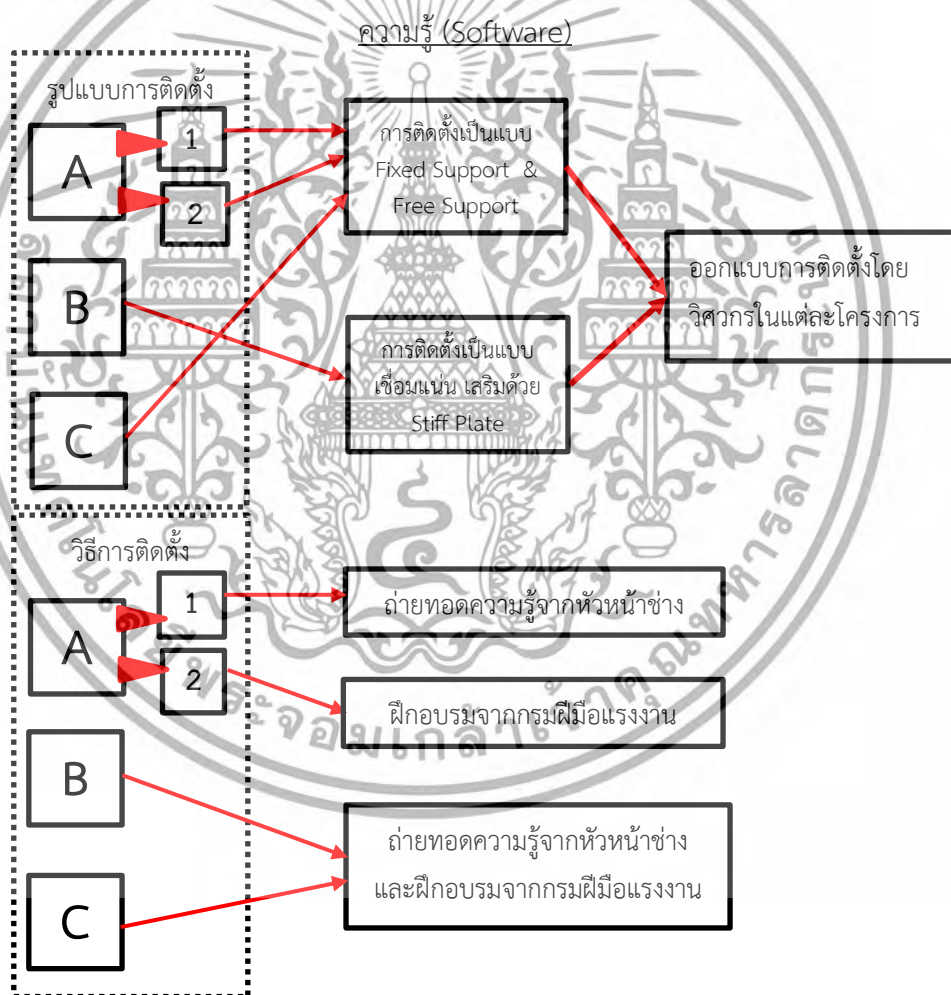 ความรู้ (Software)
รูปแบบการติดตั้ง
A
1
2
B
C
การติดตั้งเป็นแบบ
Fixed Support &
Free Support
การติดตั้งเป็นแบบ
เชื่อมแน่น เสริมด้วย
Stiff Plate
ออกแบบการติดตั้งโดย
วิศวกรในแต่ละโครงการ
วิธีการติดตั้ง
A
1
2
B
C
ถ่ายทอดความรู้จากหัวหน้าช่าง
ฝึกอบรมจากกรมฝีมือแรงงาน
ถ่ายทอดความรู้จากหัวหน้าช่าง
และฝึกอบรมจากกรมฝีมือแรงงาน